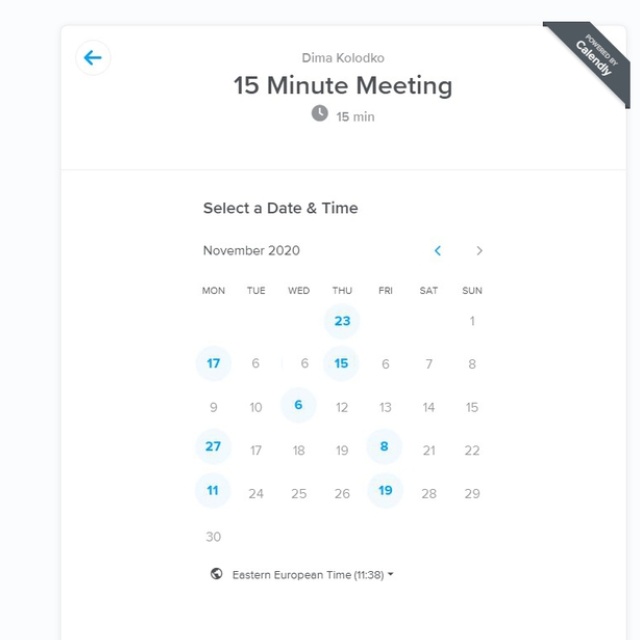 POWERED BY
Calendly
Dima Kolodko
15 Minute Meeting
15 min
Select a Date & Time
November 2020
MON TUE WED THU FRI SAT SUN
23 1
17 6 6 15 6 7 8
9 10 6 12 13 14 15
27 17 18 19 8 21 22
11 24 25 26 19 28 29
30
Eastern European Time (11:38)